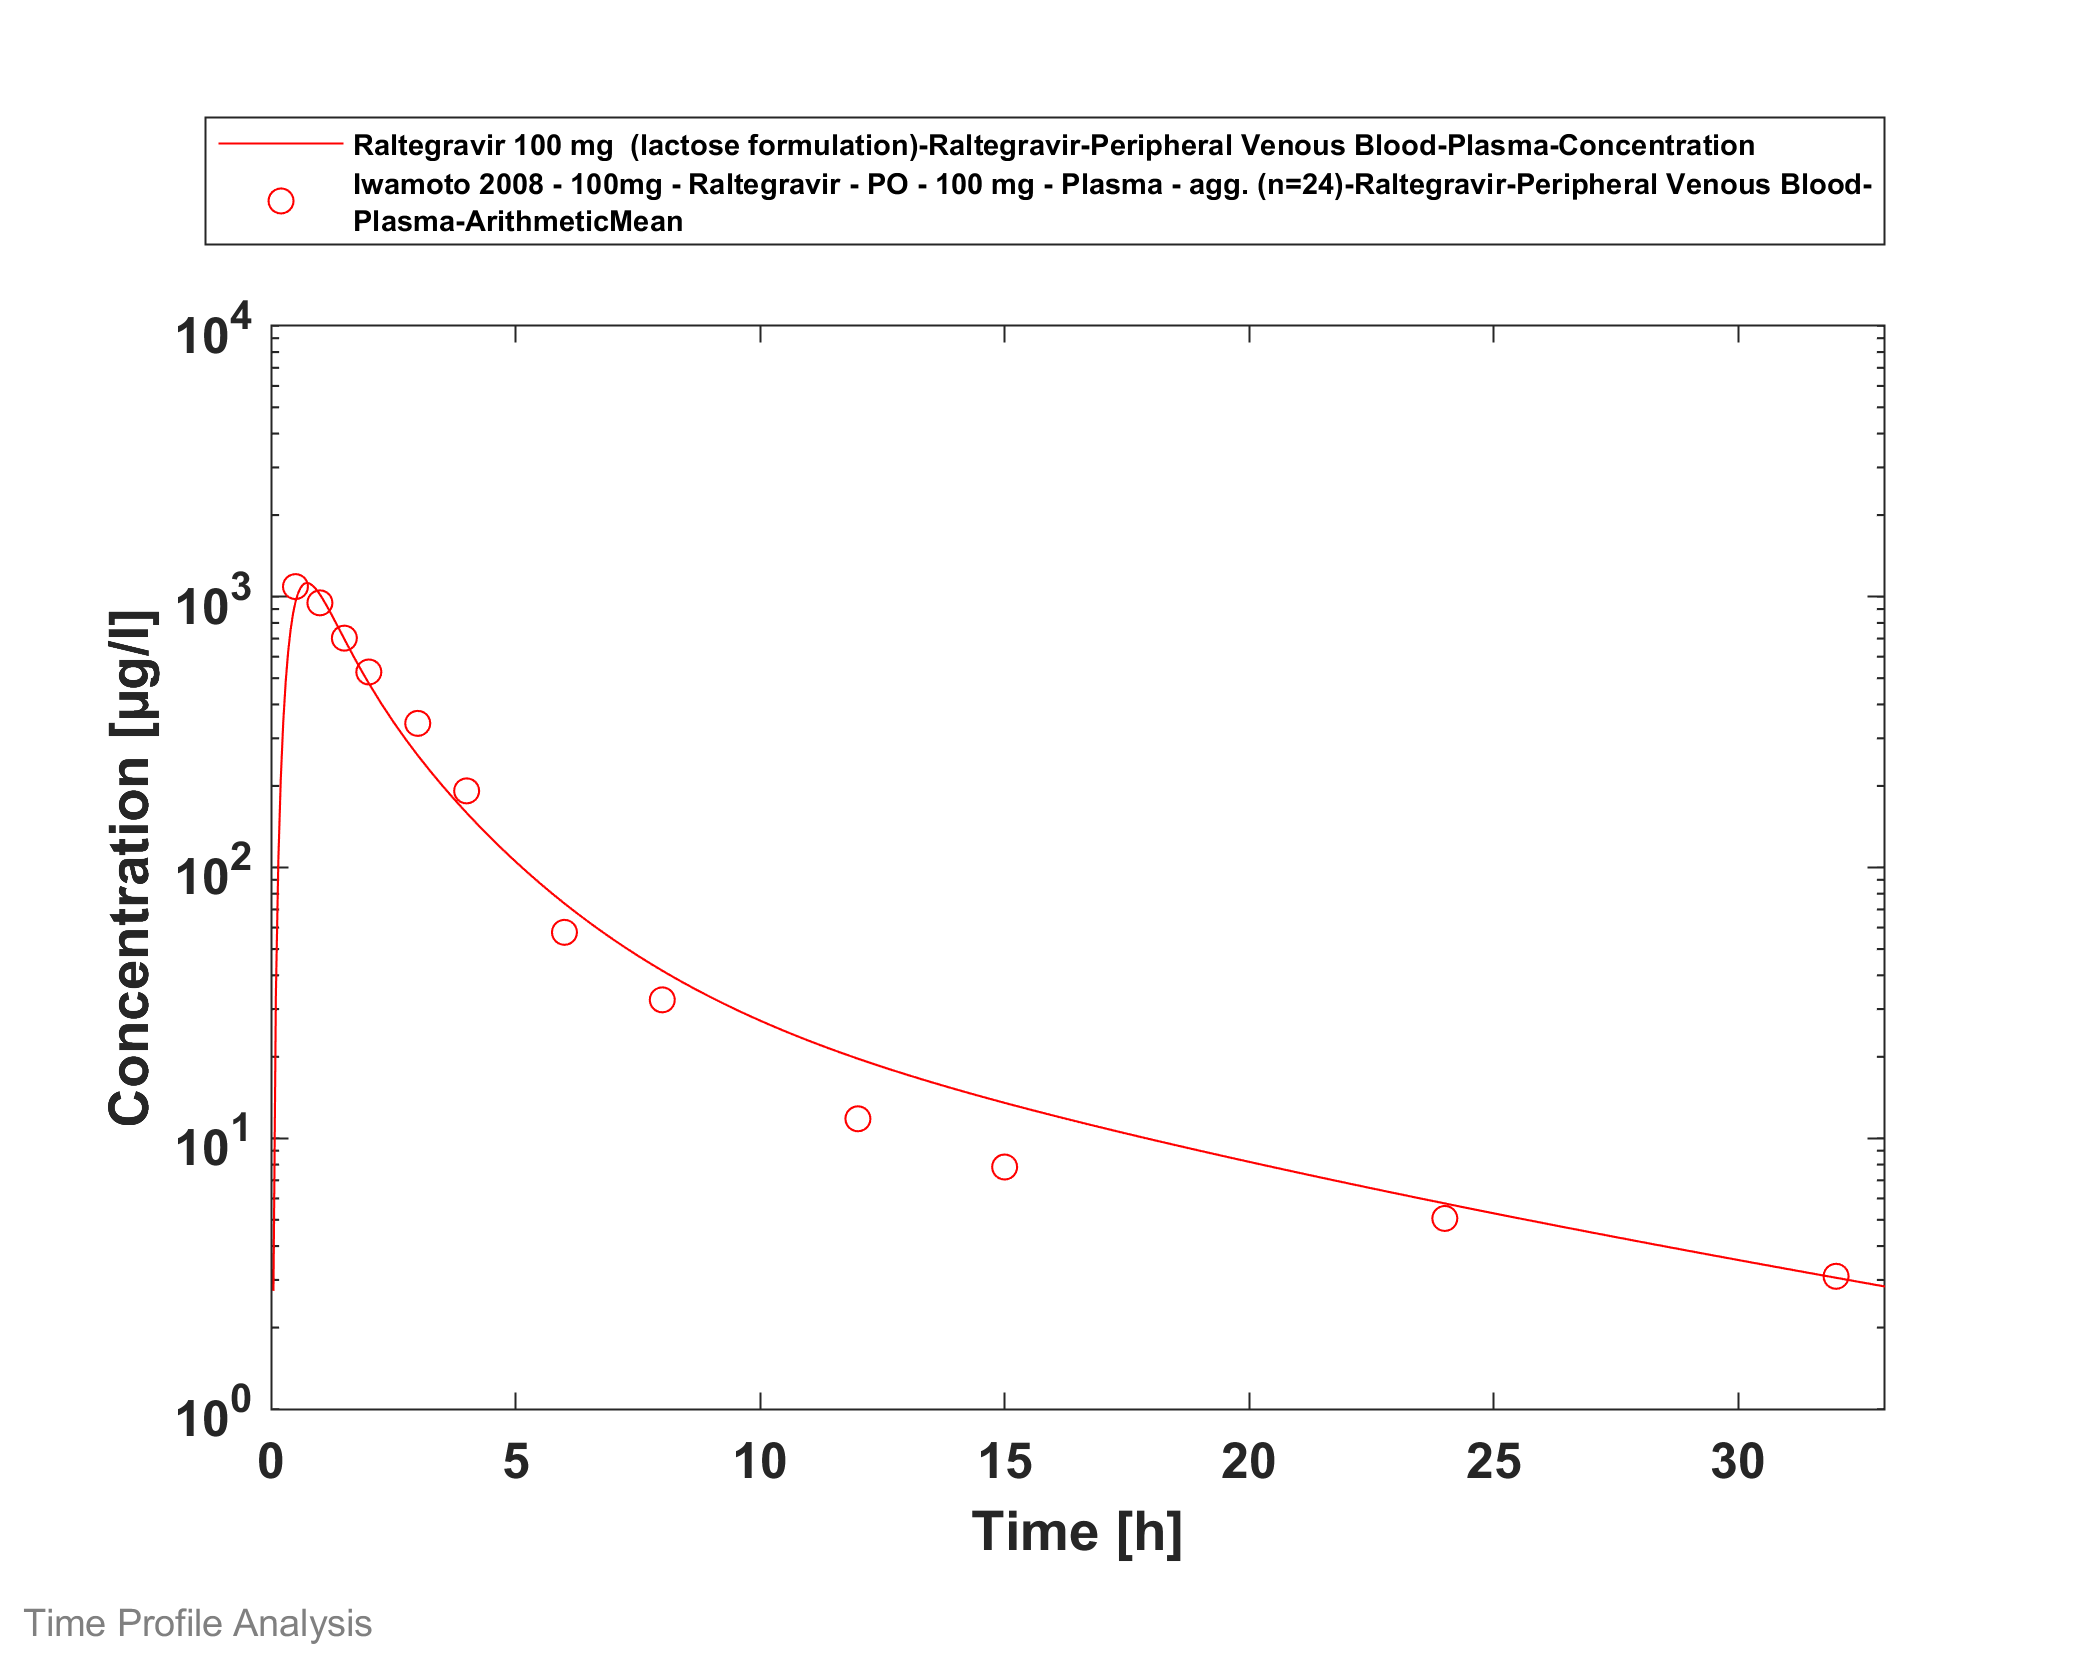 Raltegravir 100 mg  (lactose formulation)-Raltegravir-Peripheral Venous Blood-Plasma-Concentration
Iwamoto 2008 - 100mg - Raltegravir - PO - 100 mg - Plasma - agg. (n=24)-Raltegravir-Peripheral Venous Blood-
Plasma-ArithmeticMean
10^4
10^3
10^2
10^1
10^0
Concentration [µg/l]
0 5 10 15 20 25 30
Time [h]
Time Profile Analysis